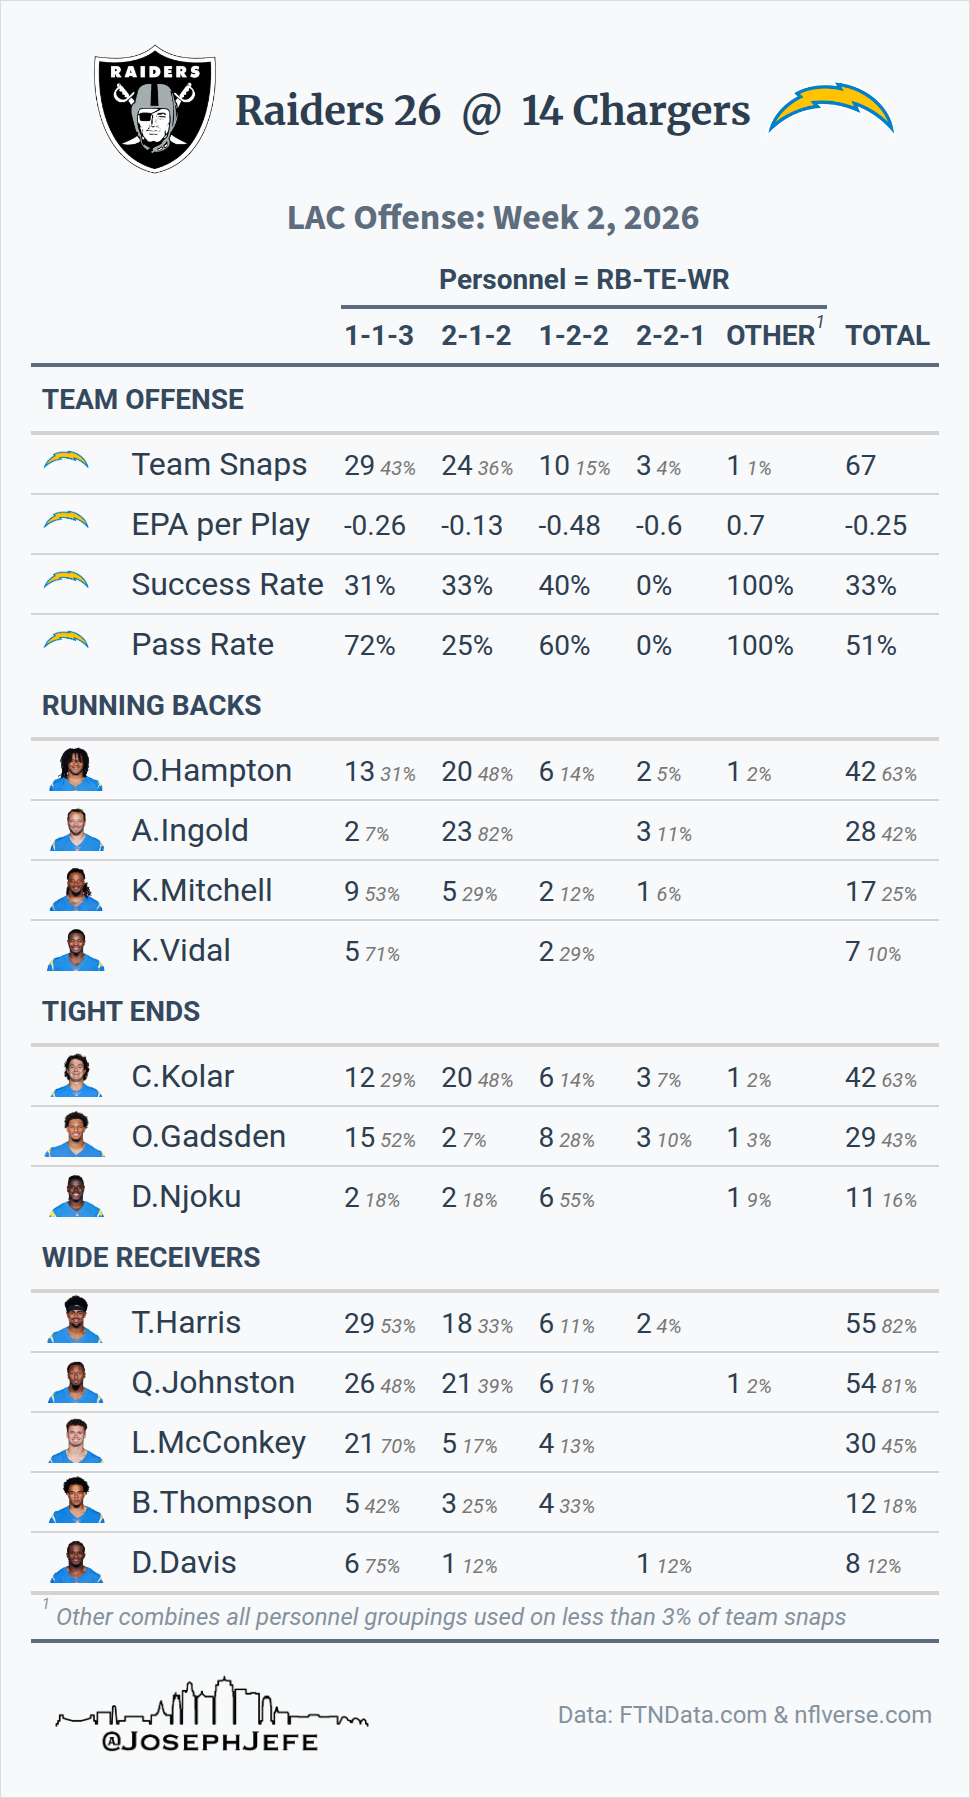 RAIDERS
Raiders 26 @ 14 Chargers
LAC Offense: Week 2, 2026
Personnel = RB-TE-WR
1-1-3 2-1-2 1-2-2 2-2-1 OTHER1 TOTAL
TEAM OFFENSE
Team Snaps 29 43% 24 36% 10 15% 3 4% 1 1% 67
EPA per Play -0.26 -0.13 -0.48 -0.6 0.7 -0.25
Success Rate 31% 33% 40% 0% 100% 33%
Pass Rate 72% 25% 60% 0% 100% 51%
RUNNING BACKS
O.Hampton 13 31% 20 48% 6 14% 2 5% 1 2% 42 63%
A.Ingold 2 7% 23 82% 3 11% 28 42%
K.Mitchell 9 53% 5 29% 2 12% 1 6% 17 25%
K.Vidal 5 71% 2 29% 7 10%
TIGHT ENDS
C.Kolar 12 29% 20 48% 6 14% 3 7% 1 2% 42 63%
O.Gadsden 15 52% 2 7% 8 28% 3 10% 1 3% 29 43%
D.Njoku 2 18% 2 18% 6 55% 1 9% 11 16%
WIDE RECEIVERS
T.Harris 29 53% 18 33% 6 11% 2 4% 55 82%
Q.Johnston 26 48% 21 39% 6 11% 1 2% 54 81%
L.McConkey 21 70% 5 17% 4 13% 30 45%
B.Thompson 5 42% 3 25% 4 33% 12 18%
D.Davis 6 75% 1 12% 1 12% 8 12%
1 Other combines all personnel groupings used on less than 3% of team snaps
@JosephJefe
Data: FTNData.com & nflverse.com